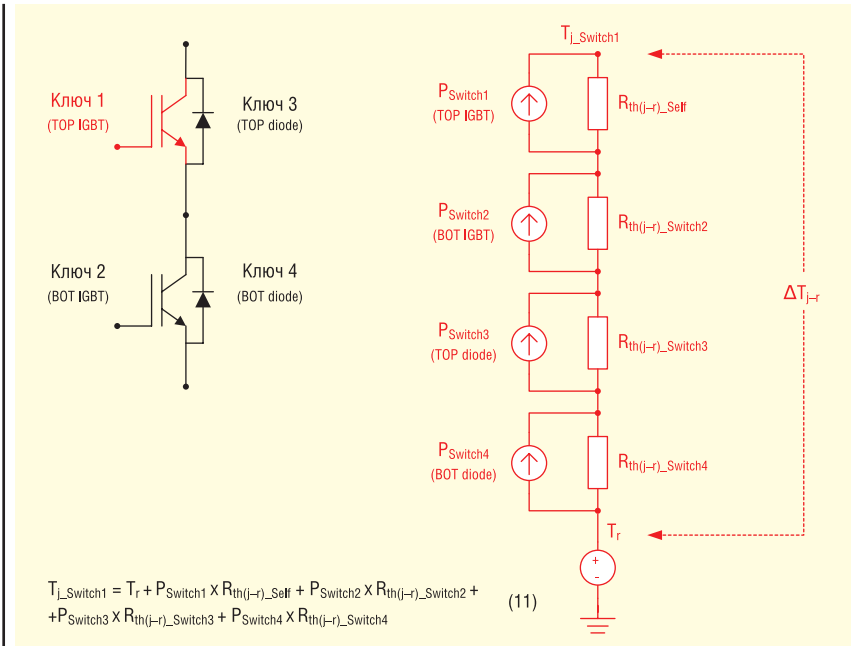 Ключ 1
(TOP IGBT)
Ключ 3
(TOP diode)
Ключ 2
(BOT IGBT)
Ключ 4
(BOT diode)
Tj_Switch1
PSwitch1
(TOP IGBT)
Rth(j–r)_Self
PSwitch2
(BOT IGBT)
Rth(j–r)_Switch2
ΔTj–r
PSwitch3
(TOP diode)
Rth(j–r)_Switch3
PSwitch4
(BOT diode)
Rth(j–r)_Switch4
Tr
+
-
Tj_Switch1 = Tr + PSwitch1 x Rth(j–r)_Self + PSwitch2 x Rth(j–r)_Switch2 +
+PSwitch3 x Rth(j–r)_Switch3 + PSwitch4 x Rth(j–r)_Switch4
(11)